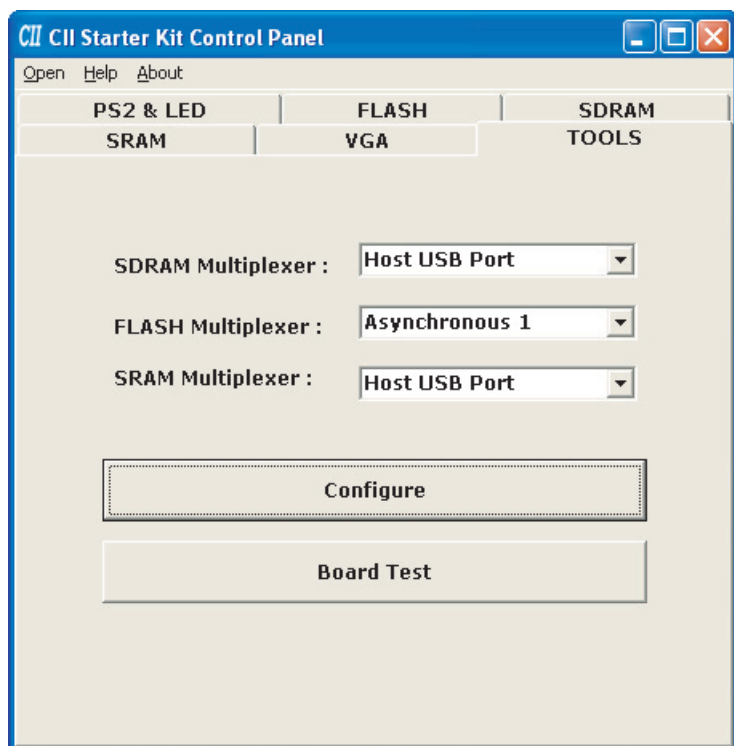 CII CII Starter Kit Control Panel
Open Help About
PS2 & LED FLASH SDRAM
SRAM VGA TOOLS
SDRAM Multiplexer : Host USB Port
FLASH Multiplexer : Asynchronous 1
SRAM Multiplexer : Host USB Port
Configure
Board Test